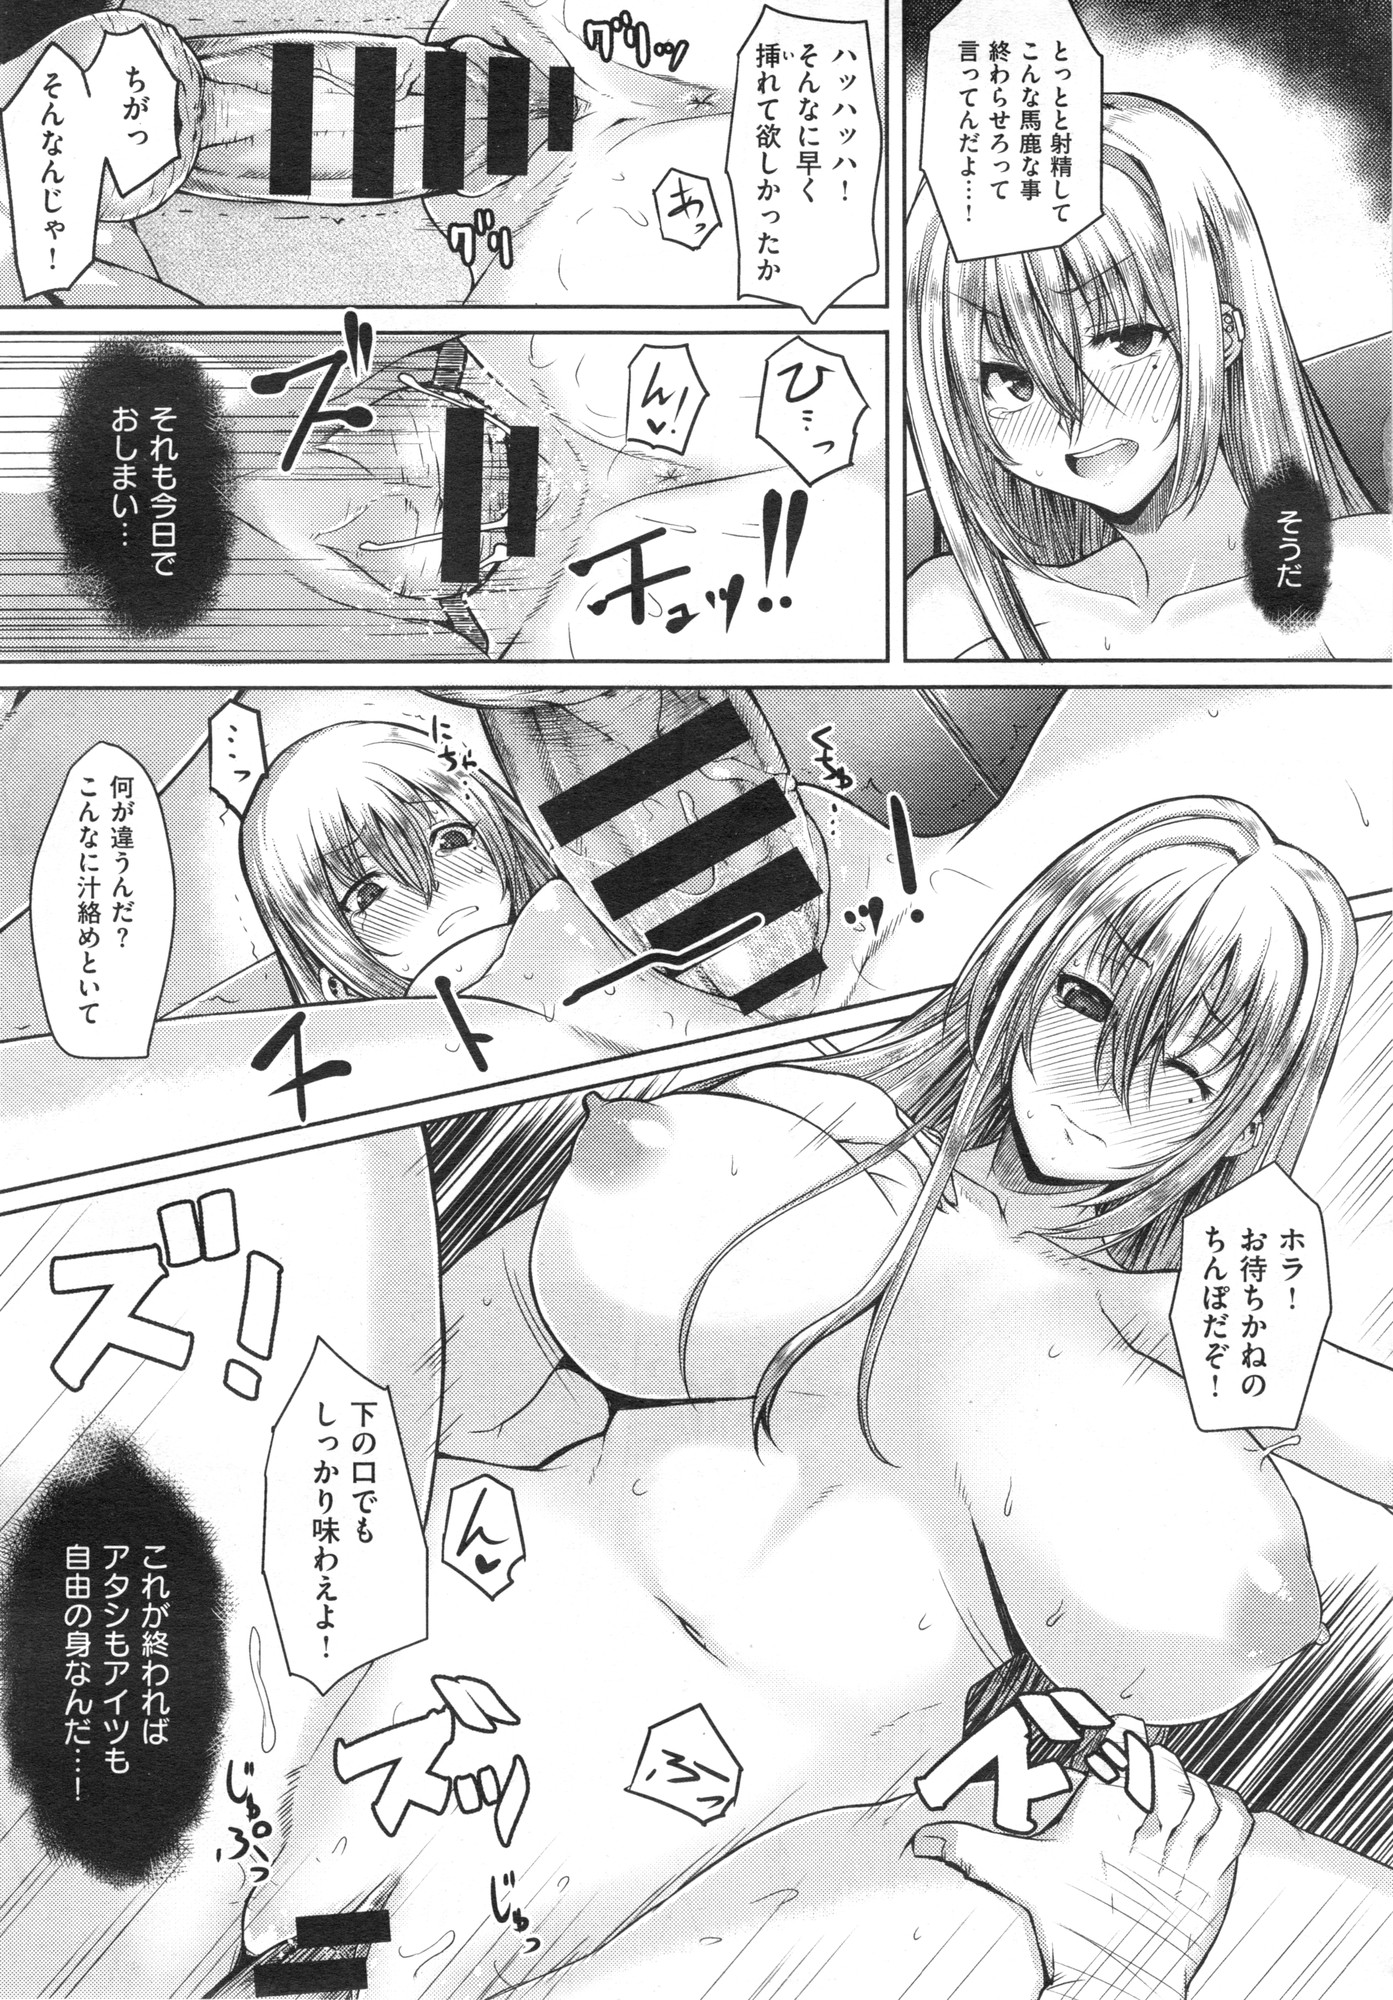 とっとと射精して
こんな馬鹿な事
終わらせろって
言ってんだよ…！
そうだ
ハッハッハ！
そんなに早く
挿れて欲しかったか
い
わっ
グリッ
グリ
ちがっ
そんなんじゃ！
ひ…っ
ん！♥
ズ
チュッ!!
それも今日で
おしまい…
くちゅ…
ッ…！
にちゃ…
…っ
何が違うんだ？
こんなに汁絡めといて
ホラ！
お待ちかねの
ちんぽだぞ！
ズ！
下の口でも
しっかり味わえよ！
ん♥
ふっ
ズッ
ズッ
じゅぷっ
じゅっ
これが終われば
アタシもアイツも
自由の身なんだ…！